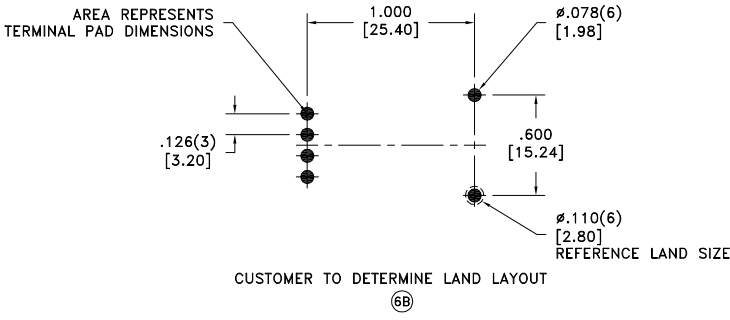 AREA REPRESENTS
TERMINAL PAD DIMENSIONS
1.000
[25.40]
ø.078(6)
[1.98]
.126(3)
[3.20]
.600
[15.24]
ø.110(6)
[2.80]
REFERENCE LAND SIZE
CUSTOMER TO DETERMINE LAND LAYOUT
6B